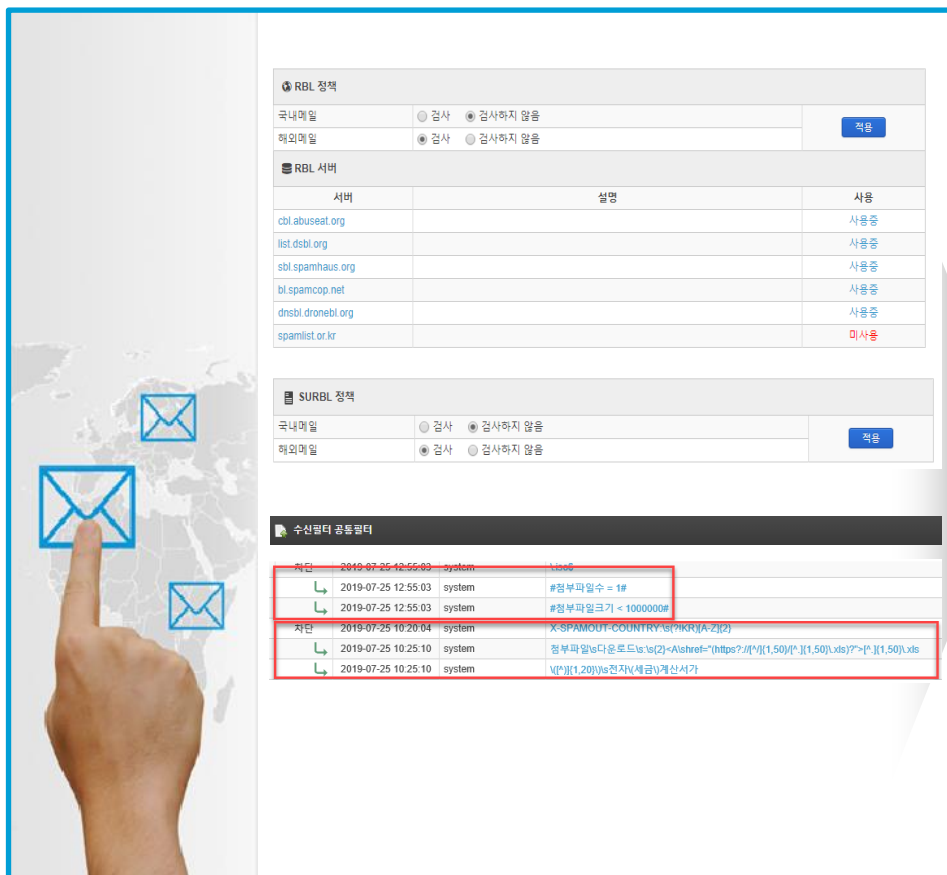 RBL 정책
국내메일 검사 검사하지 않음
적용
해외메일 검사 검사하지 않음
RBL 서버
서버 설명 사용
cbl.abuseat.org 사용중
list.dsbl.org 사용중
sbl.spamhaus.org 사용중
bl.spamcop.net 사용중
dnsbl.dronebl.org 사용중
spamlist.or.kr 미사용
SURBL 정책
국내메일 검사 검사하지 않음
적용
해외메일 검사 검사하지 않음
수신필터 공통필터
차단 2019-07-25 12:55:03 system
2019-07-25 12:55:03 system #첨부파일수 = 1#
2019-07-25 12:55:03 system #첨부파일크기 < 1000000#
차단 2019-07-25 10:20:04 system X-SPAMOUT-COUNTRY:\s(?!KR)[A-Z]{2}
2019-07-25 10:25:10 system 첨부파일\s다운로드\s:\s{2}<A\shref="(https?://[^/]{1,50}/[^.]{1,50}\.xls)?">[^.]{1,50}\.xls
2019-07-25 10:25:10 system \([^)]{1,20}\)\s전자\(세금\)계산서가